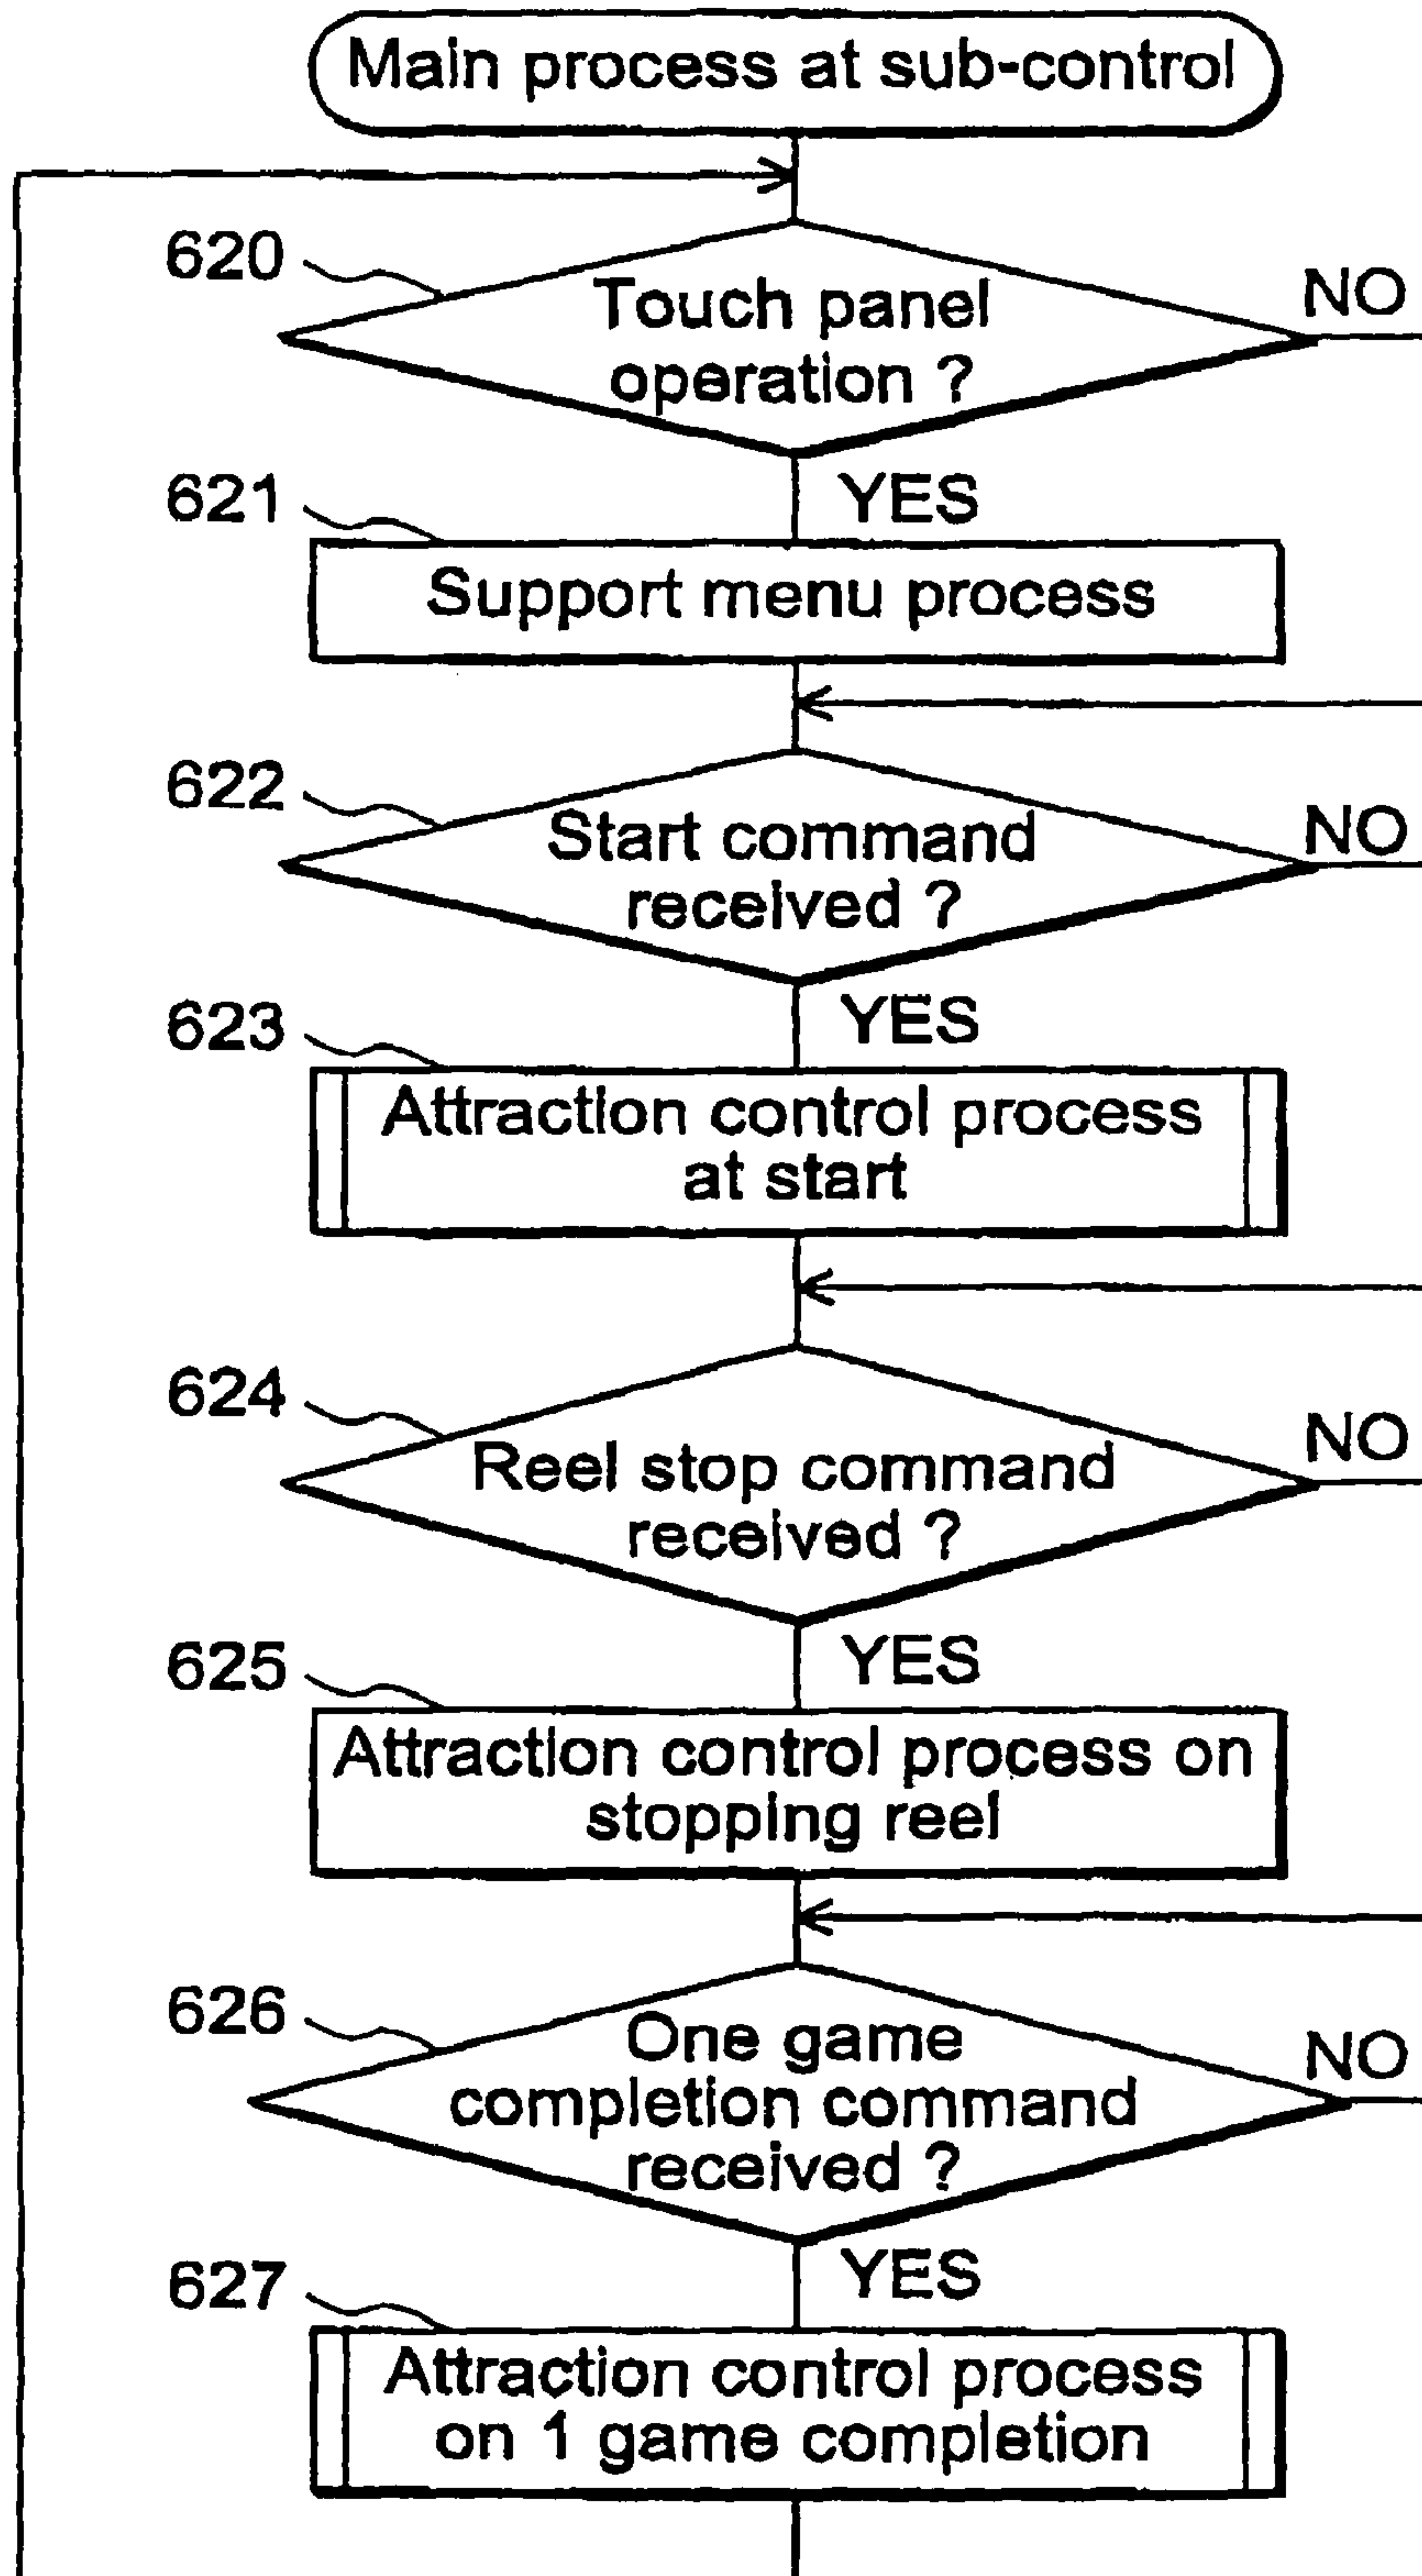 Main process at sub-control
620
Touch panel
operation ?
NO
YES
621
Support menu process
622
Start command
received ?
NO
YES
623
Attraction control process
at start
624
Reel stop command
received ?
NO
YES
625
Attraction control process on
stopping reel
626
One game
completion command
received ?
NO
YES
627
Attraction control process
on 1 game completion